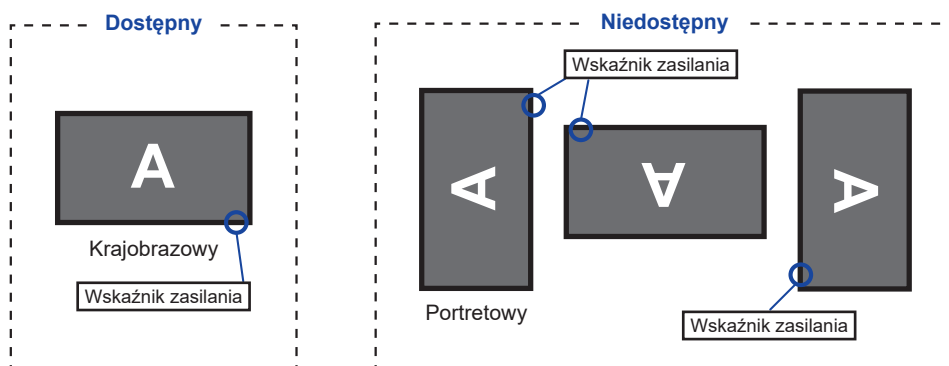 Dostępny
A
Krajobrazowy
Wskaźnik zasilania
Niedostępny
Wskaźnik zasilania
A
A
A
Portretowy
Wskaźnik zasilania